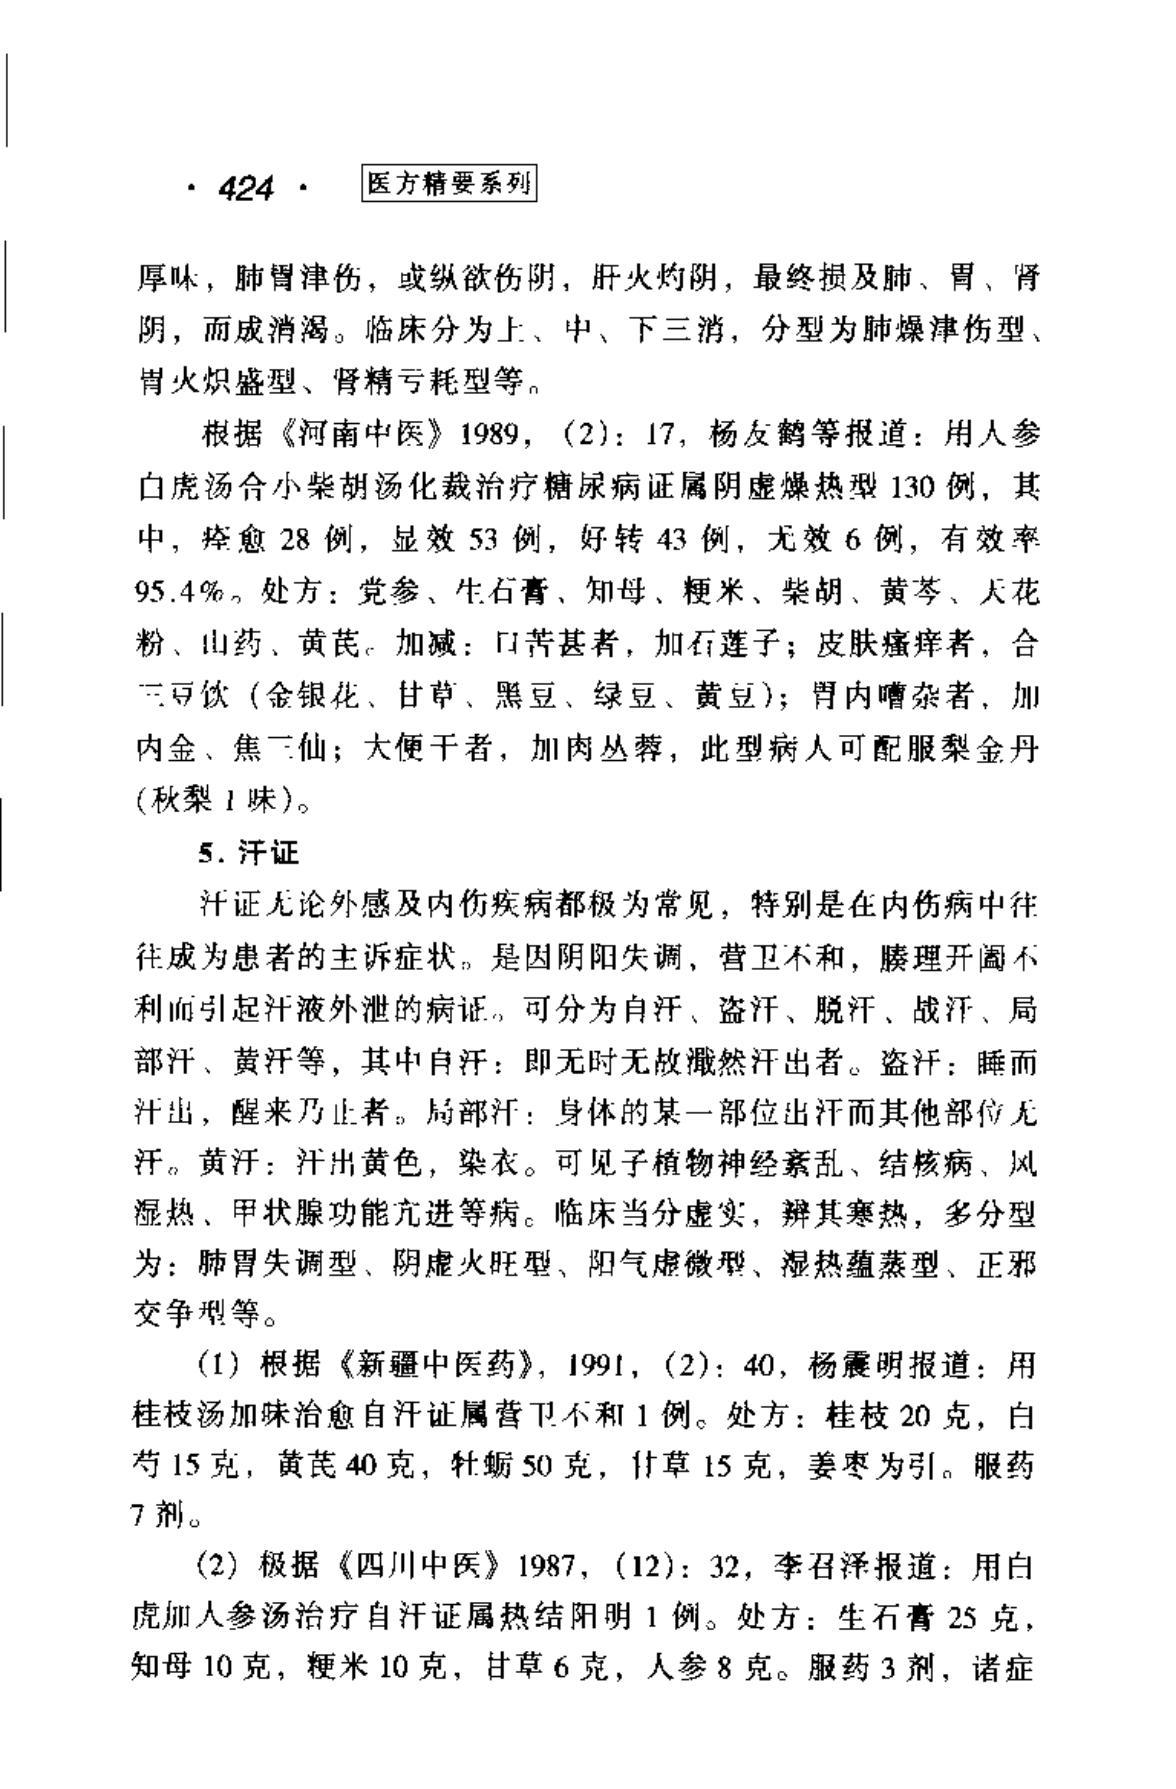 · 424 · 医方精要系列
厚味，肺胃津伤，或纵欲伤阴，肝火灼阴，最终损及肺、胃、肾
阴，而成消渴。临床分为上、中、下三消，分型为肺燥津伤型、
胃火炽盛型、肾精亏耗型等。
根据《河南中医》1989，（2）：17，杨友鹤等报道：用人参
白虎汤合小柴胡汤化裁治疗糖尿病证属阴虚燥热型 130 例，其
中，痊愈 28 例，显效 53 例，好转 43 例，无效 6 例，有效率
95.4%。处方：党参、生石膏、知母、粳米、柴胡、黄芩、天花
粉、山药、黄芪。加减：口苦甚者，加石莲子；皮肤瘙痒者，合
三豆饮（金银花、甘草、黑豆、绿豆、黄豆）；胃内嘈杂者，加
内金、焦三仙；大便干者，加肉丛蓉，此型病人可配服梨金丹
（秋梨 1 味）。
5. 汗证
汗证无论外感及内伤疾病都极为常见，特别是在内伤病中往
往成为患者的主诉症状。是因阴阳失调，营卫不和，腠理开阖不
利而引起汗液外泄的病证。可分为自汗、盗汗、脱汗、战汗、局
部汗、黄汗等，其中自汗：即无时无故濈然汗出者。盗汗：睡而
汗出，醒来乃止者。局部汗：身体的某一部位出汗而其他部位无
汗。黄汗：汗出黄色，染衣。可见于植物神经紊乱、结核病、风
湿热、甲状腺功能亢进等病。临床当分虚实，辨其寒热，多分型
为：肺胃失调型、阴虚火旺型、阳气虚微型、湿热蕴蒸型、正邪
交争型等。
（1）根据《新疆中医药》，1991，（2）：40，杨震明报道：用
桂枝汤加味治愈自汗证属营卫不和 1 例。处方：桂枝 20 克，白
芍 15 克，黄芪 40 克，牡蛎 50 克，甘草 15 克，姜枣为引。服药
7 剂。
（2）极据《四川中医》1987，（12）：32，李召泽报道：用白
虎加人参汤治疗自汗证属热结阳明 1 例。处方：生石膏 25 克，
知母 10 克，粳米 10 克，甘草 6 克，人参 8 克。服药 3 剂，诸症